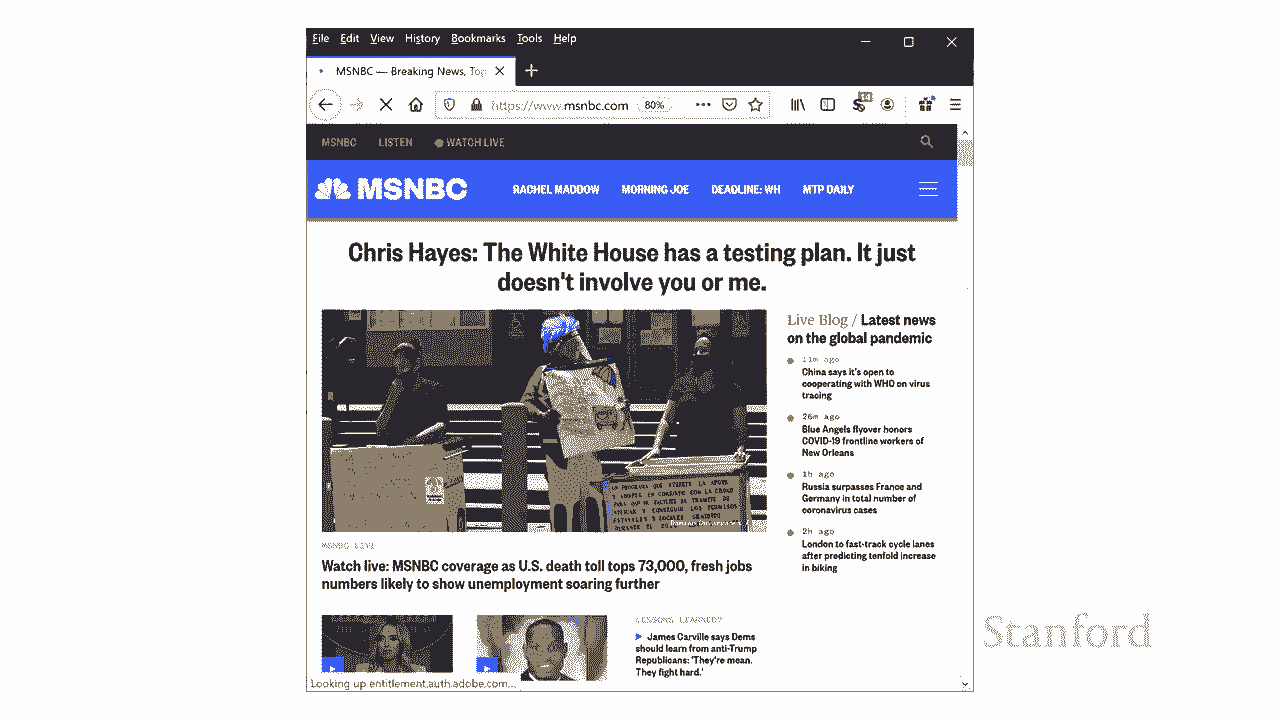 File Edit View History Bookmarks Tools Help
MSNBC — Breaking News, Top
https://www.msnbc.com 80%
14
MSNBC LISTEN WATCH LIVE
MSNBC RACHEL MADDOW MORNING JOE DEADLINE: WH MTP DAILY
Chris Hayes: The White House has a testing plan. It just
doesn't involve you or me.
Live Blog / Latest news
on the global pandemic
11m ago
China says it's open to
cooperating with WHO on virus
tracing
26m ago
Blue Angels flyover honors
COVID-19 frontline workers of
New Orleans
1h ago
Russia surpasses France and
Germany in total number of
coronavirus cases
2h ago
London to fast-track cycle lanes
after predicting tenfold increase
in biking
MSNBC LIVE
Watch live: MSNBC coverage as U.S. death toll tops 73,000, fresh jobs
numbers likely to show unemployment soaring further
LESSONS LEARNED?
James Carville says Dems
should learn from anti-Trump
Republicans: 'They're mean.
They fight hard.'
Looking up entitlement.auth.adobe.com...
Stanford